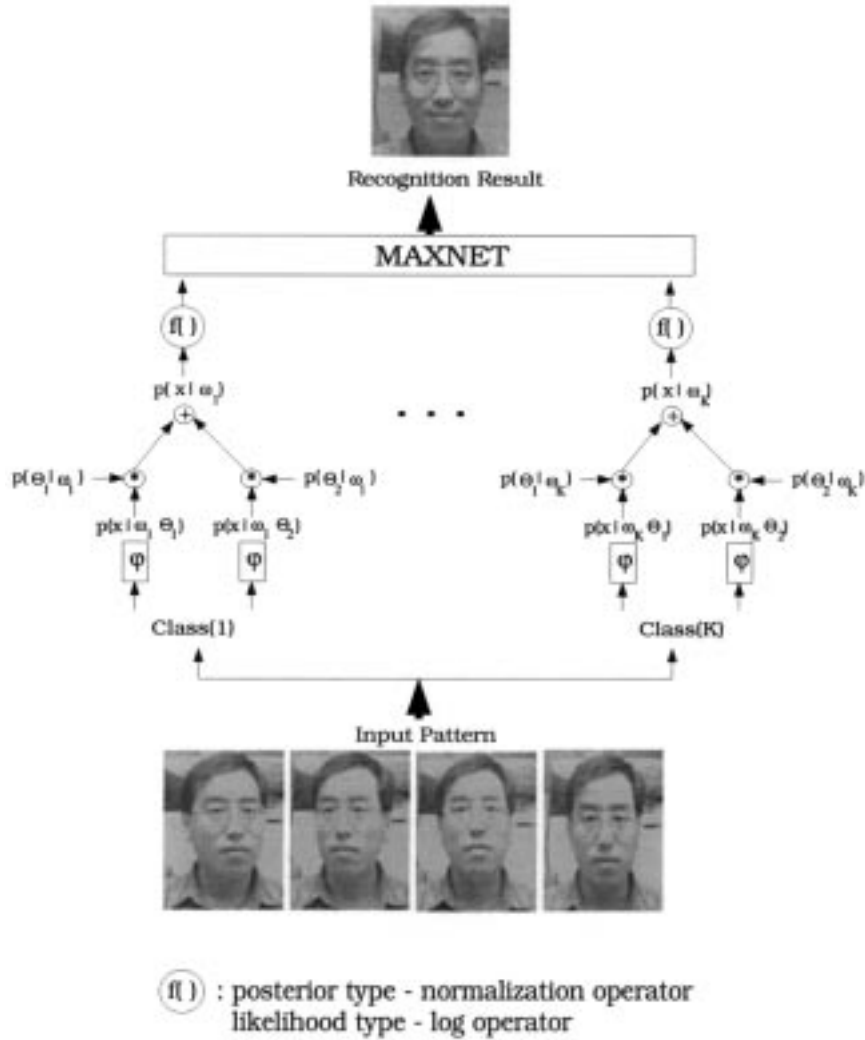 Recognition Result
MAXNET
f( ) f( )
p( x | ω₁) p( x | ωK)
+ . . . +
p(Θ₁ | ω₁) * * p(Θ₂ | ω₁) p(Θ₁ | ωK) * * p(Θ₂ | ωK)
p(x | ω₁ Θ₁) p(x | ω₁ Θ₂) p(x | ωK Θ₁) p(x | ωK Θ₂)
φ φ φ φ
Class(1) Class(K)
Input Pattern
f( ) : posterior type - normalization operator
likelihood type - log operator